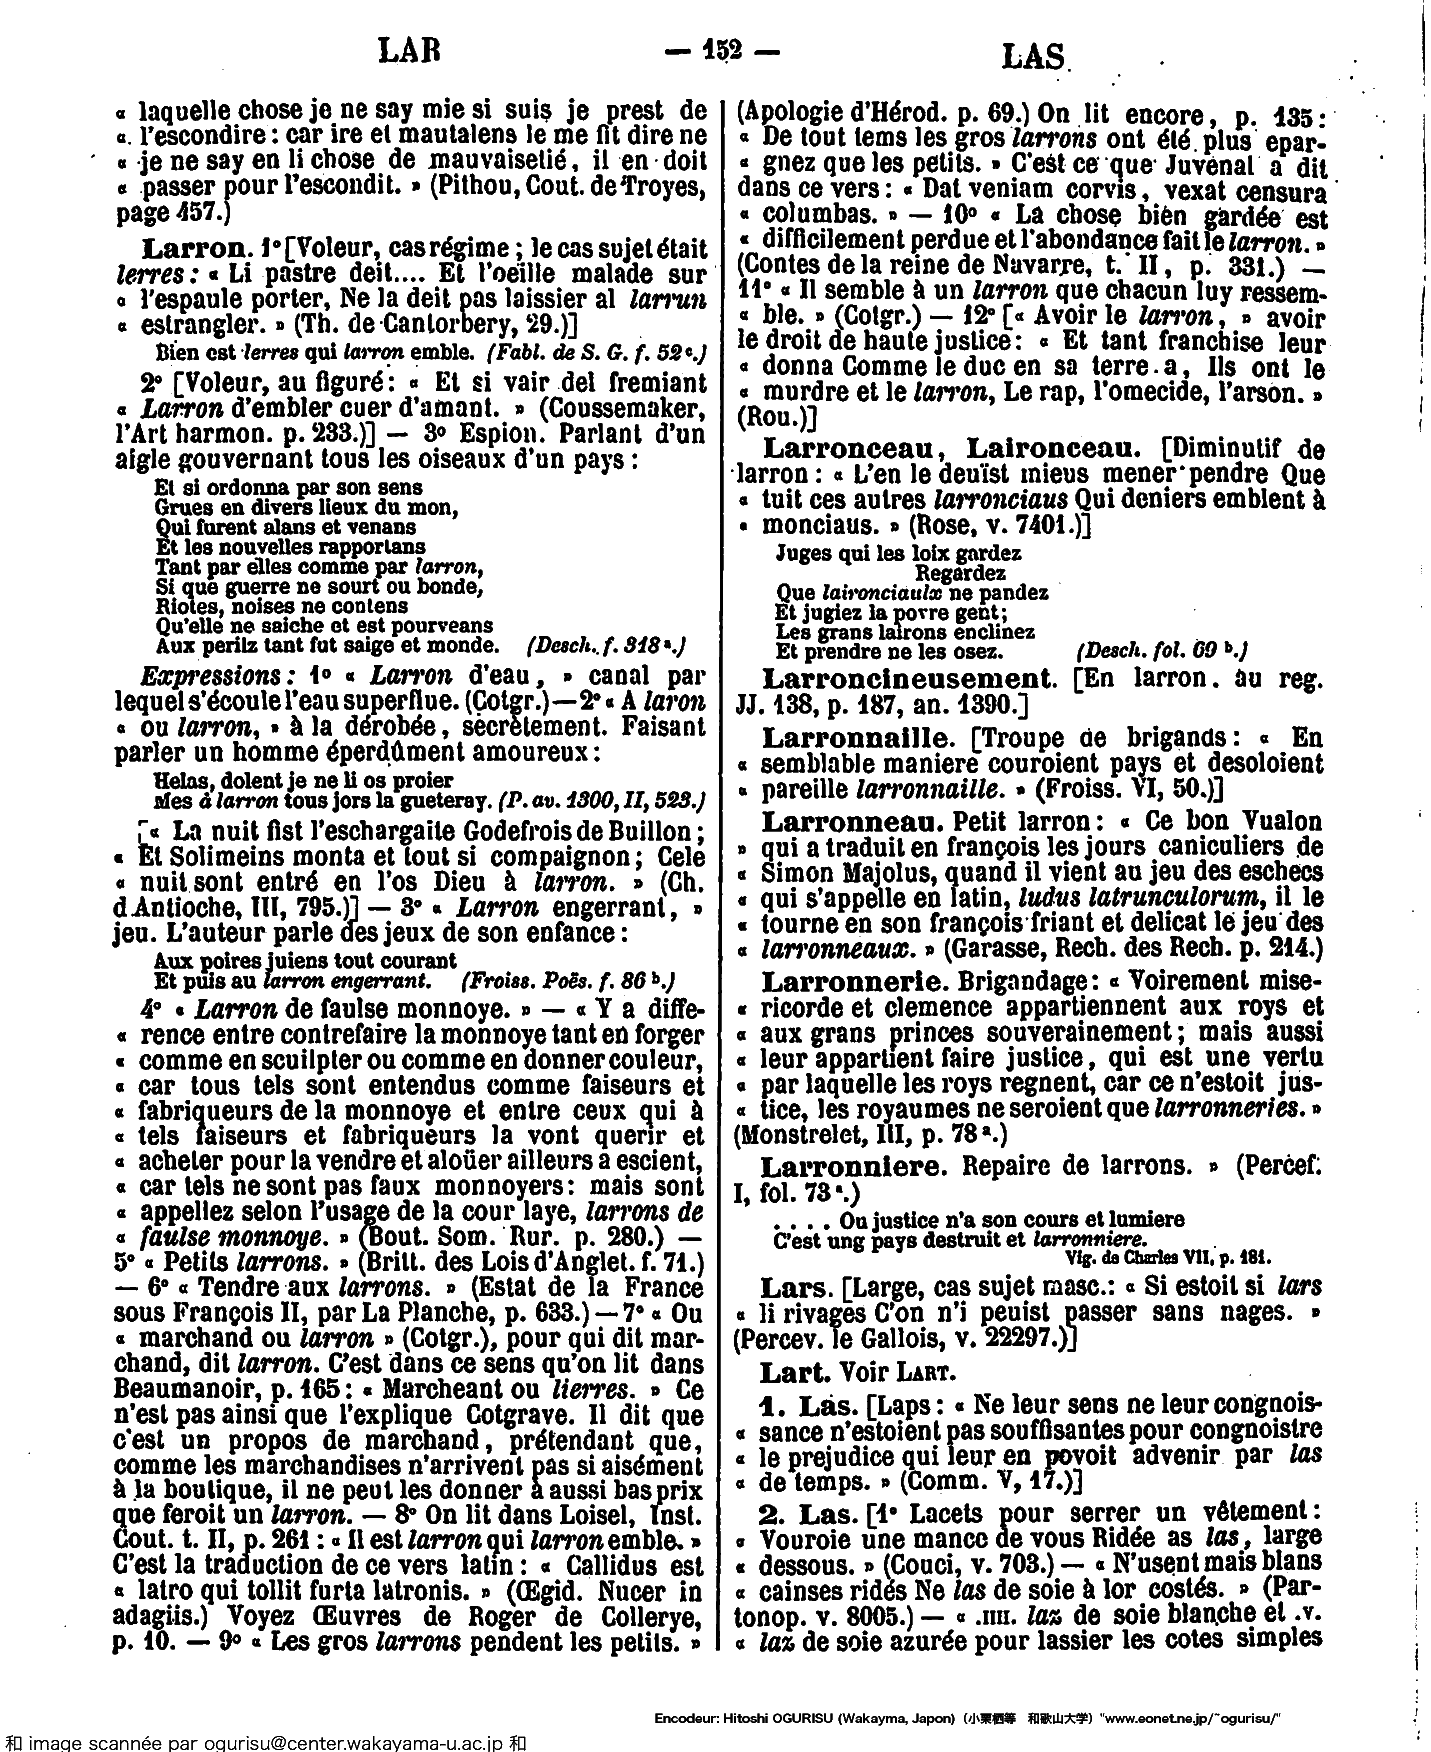 LAR
— 152 —
LAS
« laquelle chose je ne say mie si suis je prest de
« l'escondire : car ire et mautalens le me fit dire ne
« je ne say en li chose de mauvaisetié, il en doit
« passer pour l'escondit. » (Pithou, Cout. de Troyes,
page 457.)
Larron. 1° [Voleur, cas régime ; le cas sujet était
lerres : « Li pastre deit.... Et l'oeille malade sur
« l'espaule porter, Ne la deit pas laissier al larrun
« estrangler. » (Th. de Cantorbery, 29.)]
Bien est lerres qui larron emble. (Fabl. de S. G. f. 52 c.)
2° [Voleur, au figuré : « Et si vair del fremiant
« Larron d'embler cuer d'amant. » (Coussemaker,
l'Art harmon. p. 233.)] — 3° Espion. Parlant d'un
aigle gouvernant tous les oiseaux d'un pays :
Et si ordonna par son sens
Grues en divers lieux du mon,
Qui furent alans et venans
Et les nouvelles rapportans
Tant par elles comme par larron,
Si que guerre ne sourt ou bonde,
Riotes, noises ne contens
Qu'elle ne saiche et est pourveans
Aux perilz tant fut saige et monde. (Desch. f. 318 a.)
Expressions : 1° « Larron d'eau, » canal par
lequel s'écoule l'eau superflue. (Cotgr.) — 2° « A laron
« ou larron, » à la dérobée, secrètement. Faisant
parler un homme éperdûment amoureux :
Helas, dolent je ne li os proier
Mes à larron tous jors la gueteray. (P. av. 1300, II, 523.)
[« La nuit fist l'eschargaite Godefrois de Buillon ;
« Et Solimeins monta et tout si compaignon ; Cele
« nuit sont entré en l'os Dieu à larron. » (Ch.
d'Antioche, III, 795.)] — 3° « Larron engerrant, »
jeu. L'auteur parle des jeux de son enfance :
Aux poires juiens tout courant
Et puis au larron engerrant. (Froiss. Poës. f. 86 b.)
4° « Larron de faulse monnoye. » — « Y a diffe-
« rence entre contrefaire la monnoye tant en forger
« comme en scuilpter ou comme en donner couleur,
« car tous tels sont entendus comme faiseurs et
« fabriqueurs de la monnoye et entre ceux qui à
« tels faiseurs et fabriqueurs la vont querir et
« acheter pour la vendre et aloüer ailleurs a escient,
« car tels ne sont pas faux monnoyers : mais sont
« appellez selon l'usage de la cour laye, larrons de
« faulse monnoye. » (Bout. Som. Rur. p. 280.) —
5° « Petits larrons. » (Britt. des Lois d'Anglet. f. 71.)
— 6° « Tendre aux larrons. » (Estat de la France
sous François II, par La Planche, p. 633.) — 7° « Ou
« marchand ou larron » (Cotgr.), pour qui dit mar-
chand, dit larron. C'est dans ce sens qu'on lit dans
Beaumanoir, p. 165 : « Marcheant ou lierres. » Ce
n'est pas ainsi que l'explique Cotgrave. Il dit que
c'est un propos de marchand, prétendant que,
comme les marchandises n'arrivent pas si aisément
à la boutique, il ne peut les donner à aussi bas prix
que feroit un larron. — 8° On lit dans Loisel, Inst.
Cout. t. II, p. 261 : « Il est larron qui larron emble. »
C'est la traduction de ce vers latin : « Callidus est
« latro qui tollit furta latronis. » (Œgid. Nucer in
adagiis.) Voyez Œuvres de Roger de Collerye,
p. 10. — 9° « Les gros larrons pendent les petits. »
(Apologie d'Hérod. p. 69.) On lit encore, p. 135 :
« De tout tems les gros larrons ont été plus epar-
« gnez que les petits. » C'est ce que Juvenal a dit
dans ce vers : « Dat veniam corvis, vexat censura
« columbas. » — 10° « La chose bien gardée est
« difficilement perdue et l'abondance fait le larron. »
(Contes de la reine de Navarre, t. II, p. 331.) —
11° « Il semble à un larron que chacun luy ressem-
« ble. » (Cotgr.) — 12° [« Avoir le larron, » avoir
le droit de haute justice : « Et tant franchise leur
« donna Comme le duc en sa terre a, Ils ont le
« murdre et le larron, Le rap, l'omecide, l'arson. »
(Rou.)]
Larronceau, Laironceau. [Diminutif de
larron : « L'en le deuïst mieus mener pendre Que
« tuit ces autres larronciaus Qui deniers emblent à
« monciaus. » (Rose, v. 7401.)]
Juges qui les loix gardez
Regardez
Que laironciaulx ne pandez
Et jugiez la povre gent ;
Les grans lairons enclinez
Et prendre ne les osez. (Desch. fol. 69 b.)
Larroncineusement. [En larron. au reg.
JJ. 138, p. 187, an. 1390.]
Larronnaille. [Troupe de brigands : « En
« semblable maniere couroient pays et desoloient
« pareille larronnaille. » (Froiss. VI, 50.)]
Larronneau. Petit larron : « Ce bon Vualon
» qui a traduit en françois les jours caniculiers de
« Simon Majolus, quand il vient au jeu des eschecs
« qui s'appelle en latin, ludus latrunculorum, il le
« tourne en son françois friant et delicat le jeu des
« larronneaux. » (Garasse, Rech. des Rech. p. 214.)
Larronnerie. Brigandage : « Voirement mise-
« ricorde et clemence appartiennent aux roys et
« aux grans princes souverainement ; mais aussi
« leur appartient faire justice, qui est une vertu
« par laquelle les roys regnent, car ce n'estoit jus-
« tice, les royaumes ne seroient que larronneries. »
(Monstrelet, III, p. 78 a.)
Larronniere. Repaire de larrons. » (Percef.
I, fol. 73 a.)
. . . . Ou justice n'a son cours et lumiere
C'est ung pays destruit et larronniere.
Vig. de Charles VII, p. 181.
Lars. [Large, cas sujet masc. : « Si estoit si lars
« li rivages C'on n'i peuist passer sans nages. »
(Percev. le Gallois, v. 22297.)]
Lart. Voir LART.
1. Las. [Laps : « Ne leur sens ne leur congnois-
« sance n'estoient pas souffisantes pour congnoistre
« le prejudice qui leur en povoit advenir par las
« de temps. » (Comm. V, 17.)]
2. Las. [1° Lacets pour serrer un vêtement :
« Vouroie une mance de vous Ridée as las, large
« dessous. » (Couci, v. 703.) — « N'usent mais blans
« cainses ridés Ne las de soie à lor costés. » (Par-
tonop. v. 8005.) — « .IIII. laz de soie blanche et .v.
« laz de soie azurée pour lassier les cotes simples
Encodeur: Hitoshi OGURISU (Wakayma, Japon) (小栗栖等 和歌山大学) "www.eonet.ne.jp/~ogurisu/"
和 image scannée par ogurisu@center.wakayama-u.ac.jp 和